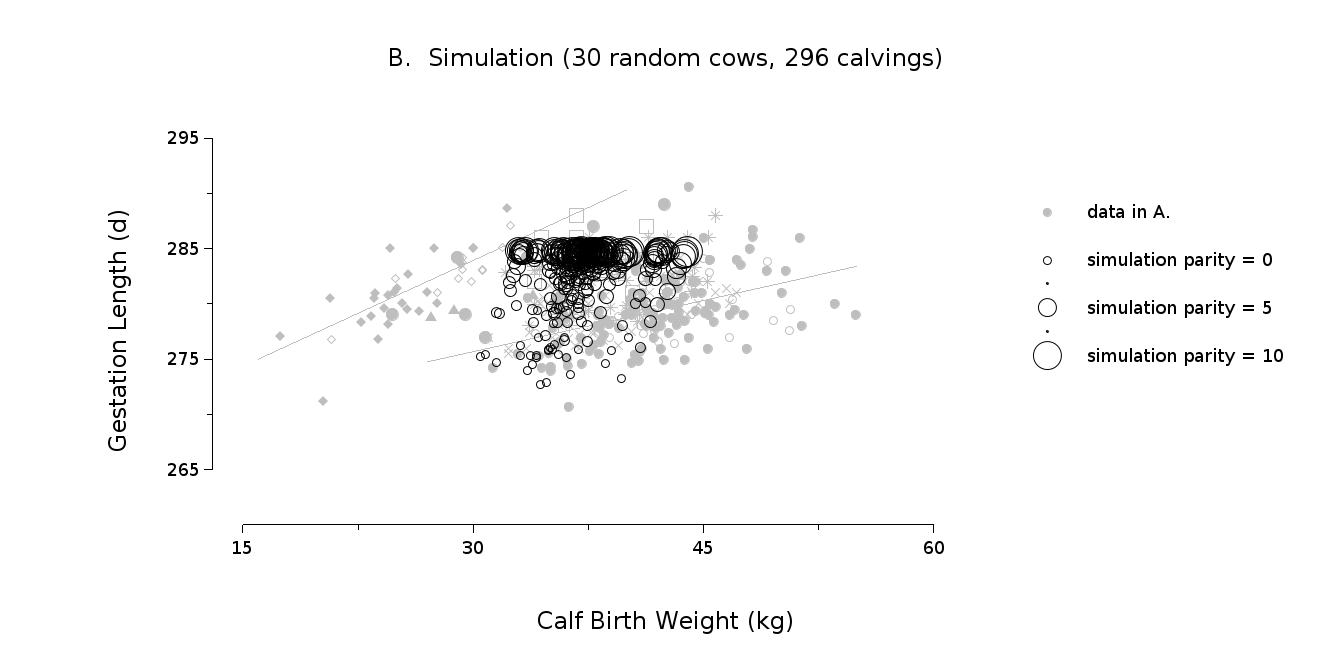 B.  Simulation (30 random cows, 296 calvings)
Gestation Length (d)
295
285
275
265
15
30
45
60
Calf Birth Weight (kg)
data in A.
simulation parity = 0
simulation parity = 5
simulation parity = 10